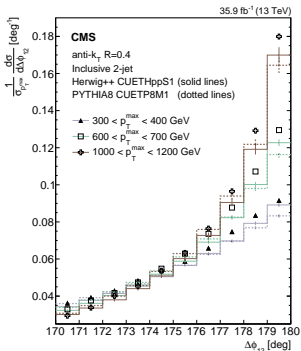 35.9 fb⁻¹ (13 TeV)
CMS
anti-k_T R=0.4
Inclusive 2-jet
Herwig++ CUETHppS1 (solid lines)
PYTHIA8 CUETP8M1 (dotted lines)
300 < p_T^max < 400 GeV
600 < p_T^max < 700 GeV
1000 < p_T^max < 1200 GeV
1/σ_{p_T^max} dσ/dΔφ_12 [deg⁻¹]
0.18
0.16
0.14
0.12
0.1
0.08
0.06
0.04
170 171 172 173 174 175 176 177 178 179 180
Δφ_12 [deg]